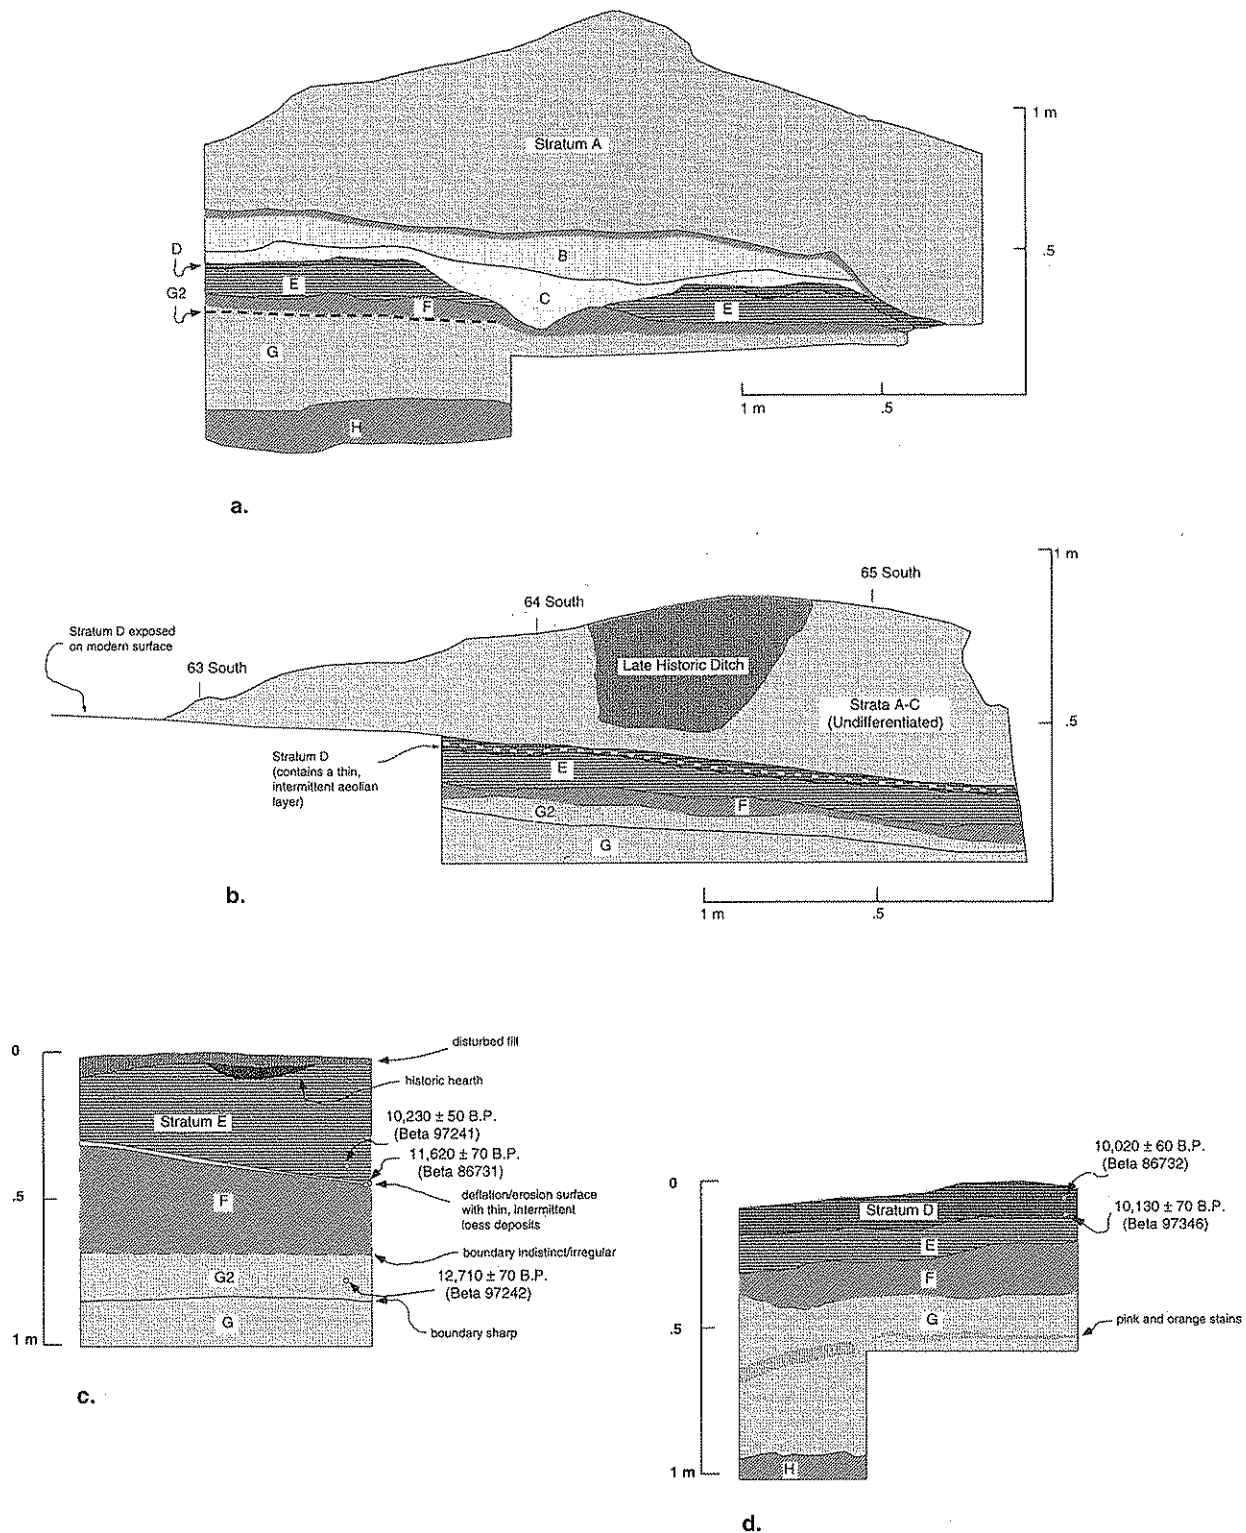 Stratum A
1 m
.5
D
B
E
G2
C
F
E
G
1 m
.5
H
a.
1 m
65 South
64 South
Stratum D exposed
on modern surface
63 South
Late Historic Ditch
Strata A-C
(Undifferentiated)
.5
Stratum D
(contains a thin,
intermittent aeolian
layer)
E
F
G2
G
b.
1 m
.5
0
disturbed fill
historic hearth
Stratum E
10,230 ± 50 B.P.
(Beta 97241)
11,620 ± 70 B.P.
(Beta 86731)
.5
F
deflation/erosion surface
with thin, intermittent
loess deposits
boundary indistinct/irregular
G2
12,710 ± 70 B.P.
(Beta 97242)
G
boundary sharp
1 m
c.
10,020 ± 60 B.P.
(Beta 86732)
0
Stratum D
10,130 ± 70 B.P.
(Beta 97346)
E
F
G
pink and orange stains
.5
1 m
H
d.